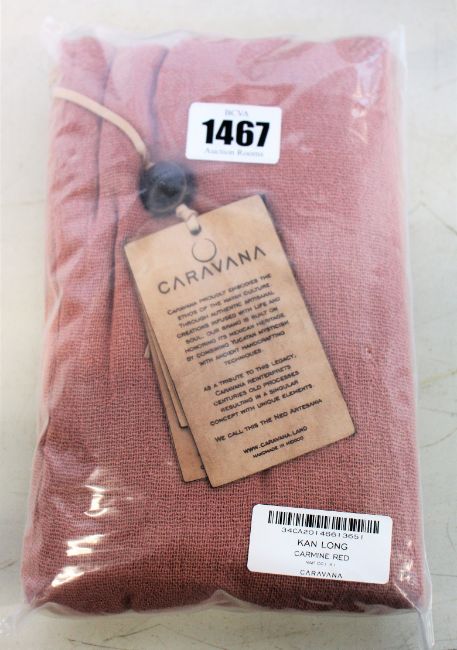 BCVA
1467
Auction Rooms
CARAVANA
CARAVANA PROUDLY EMBODIES THE
ETHOS OF THE MAYAN CULTURE
THROUGH AUTHENTIC ARTISANAL
CREATIONS INFUSED WITH LIFE AND
SOUL. OUR BRAND IS BUILT ON
HONORING ITS MEXICAN HERITAGE
BY COMBINING YUCATAN MYSTICISM
WITH ANCIENT HANDCRAFTING
TECHNIQUES.
AS A TRIBUTE TO THIS LEGACY,
CARAVANA REINTERPRETS
CENTURIES OLD PROCESSES
RESULTING IN A SINGULAR
CONCEPT WITH UNIQUE ELEMENTS.
WE CALL THIS THE NEO ARTESANIA
WWW.CARAVANA.LAND
HANDMADE IN MEXICO
34CA20148613651
KAN LONG
CARMINE RED
CARAVANA